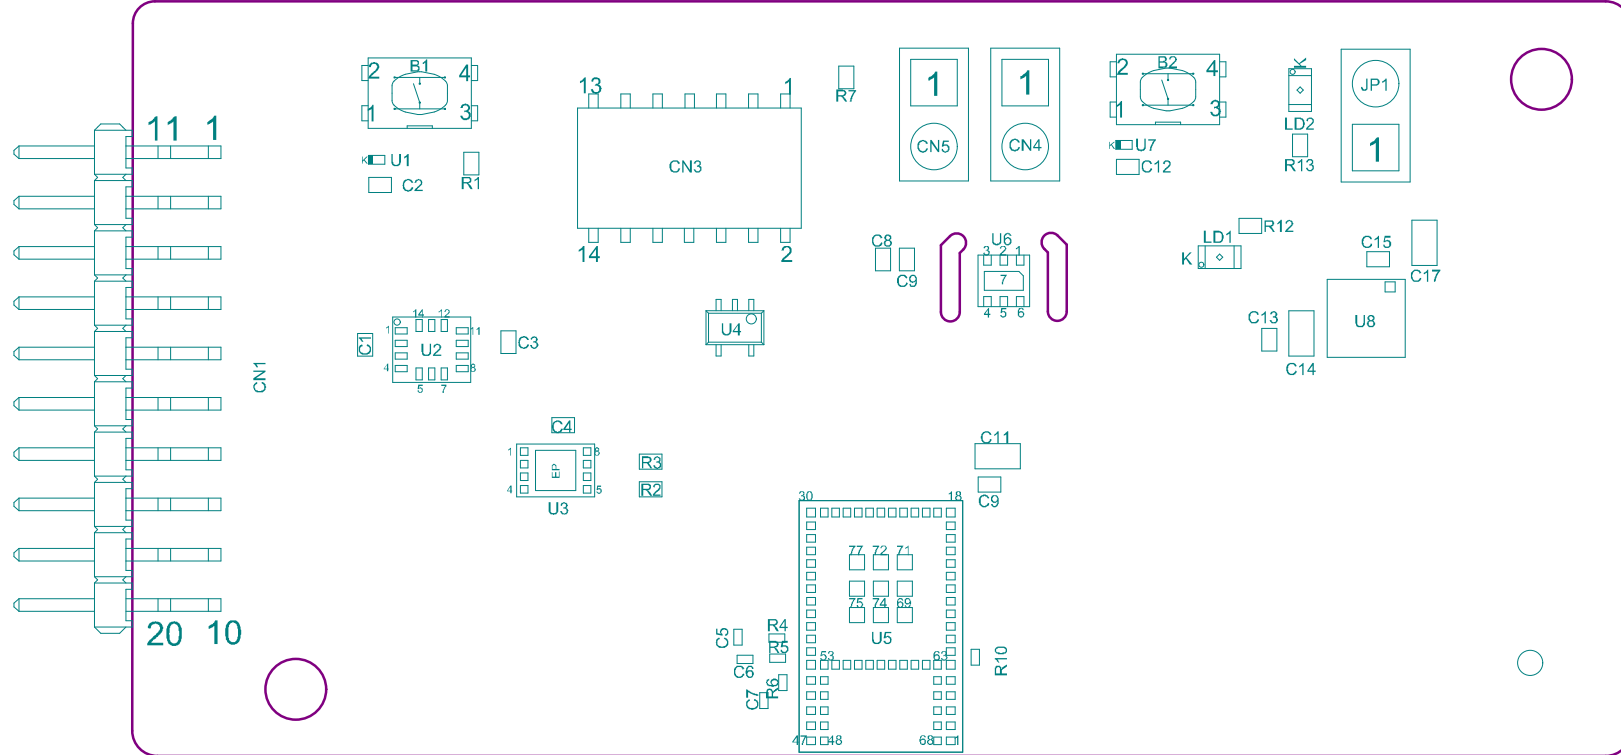 2 B1 4
1 3
11 1
K U1
C2
R1
13 1
CN3
14 2
R7
1
CN5
1
CN4
2 B2 4
1 3
K U7
C12
K
LD2
R13
JP1
1
C8
C9
U6
3 2 1
7
4 5 6
R12
LD1
K
C15
C17
U8
C13
C14
C1
14 12
1 11
U2
4 8
5 7
C3
U4
CN1
C4
1 8
EP
4 5
U3
R3
R2
C11
C9
30 18
77 72 71
75 74 69
U5
53 63
47 48 68 1
C5
R4
R5
C6
R6
C7
R10
20 10